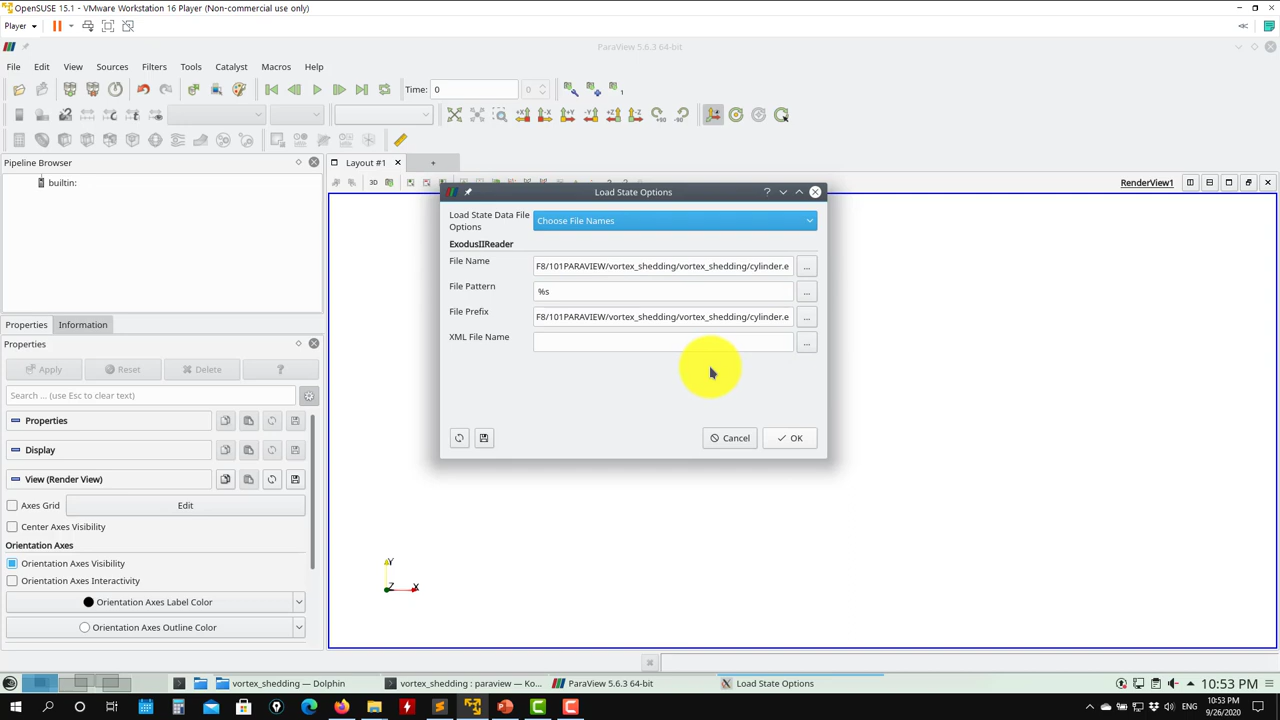 OpenSUSE 15.1 - VMware Workstation 16 Player (Non-commercial use only)
Player
ParaView 5.6.3 64-bit
File Edit View Sources Filters Tools Catalyst Macros Help
Time: 0 0 1
+X -X +Y -Y +Z -Z +90 -90
Pipeline Browser
Layout #1 +
builtin:
3D
RenderView1
Load State Options
Load State Data File
Options
Choose File Names
ExodusIIReader
File Name F8/101PARAVIEW/vortex_shedding/vortex_shedding/cylinder.e ...
File Pattern %s ...
File Prefix F8/101PARAVIEW/vortex_shedding/vortex_shedding/cylinder.e ...
XML File Name ...
Cancel OK
Properties Information
Properties
Apply Reset Delete ?
Search ... (use Esc to clear text)
Properties
Display
View (Render View)
Axes Grid Edit
Center Axes Visibility
Orientation Axes
Orientation Axes Visibility
Orientation Axes Interactivity
Orientation Axes Label Color
Orientation Axes Outline Color
Y
Z X
vortex_shedding — Dolphin vortex_shedding : paraview — Ko... ParaView 5.6.3 64-bit Load State Options 10:53 PM
ENG 10:53 PM
9/26/2020